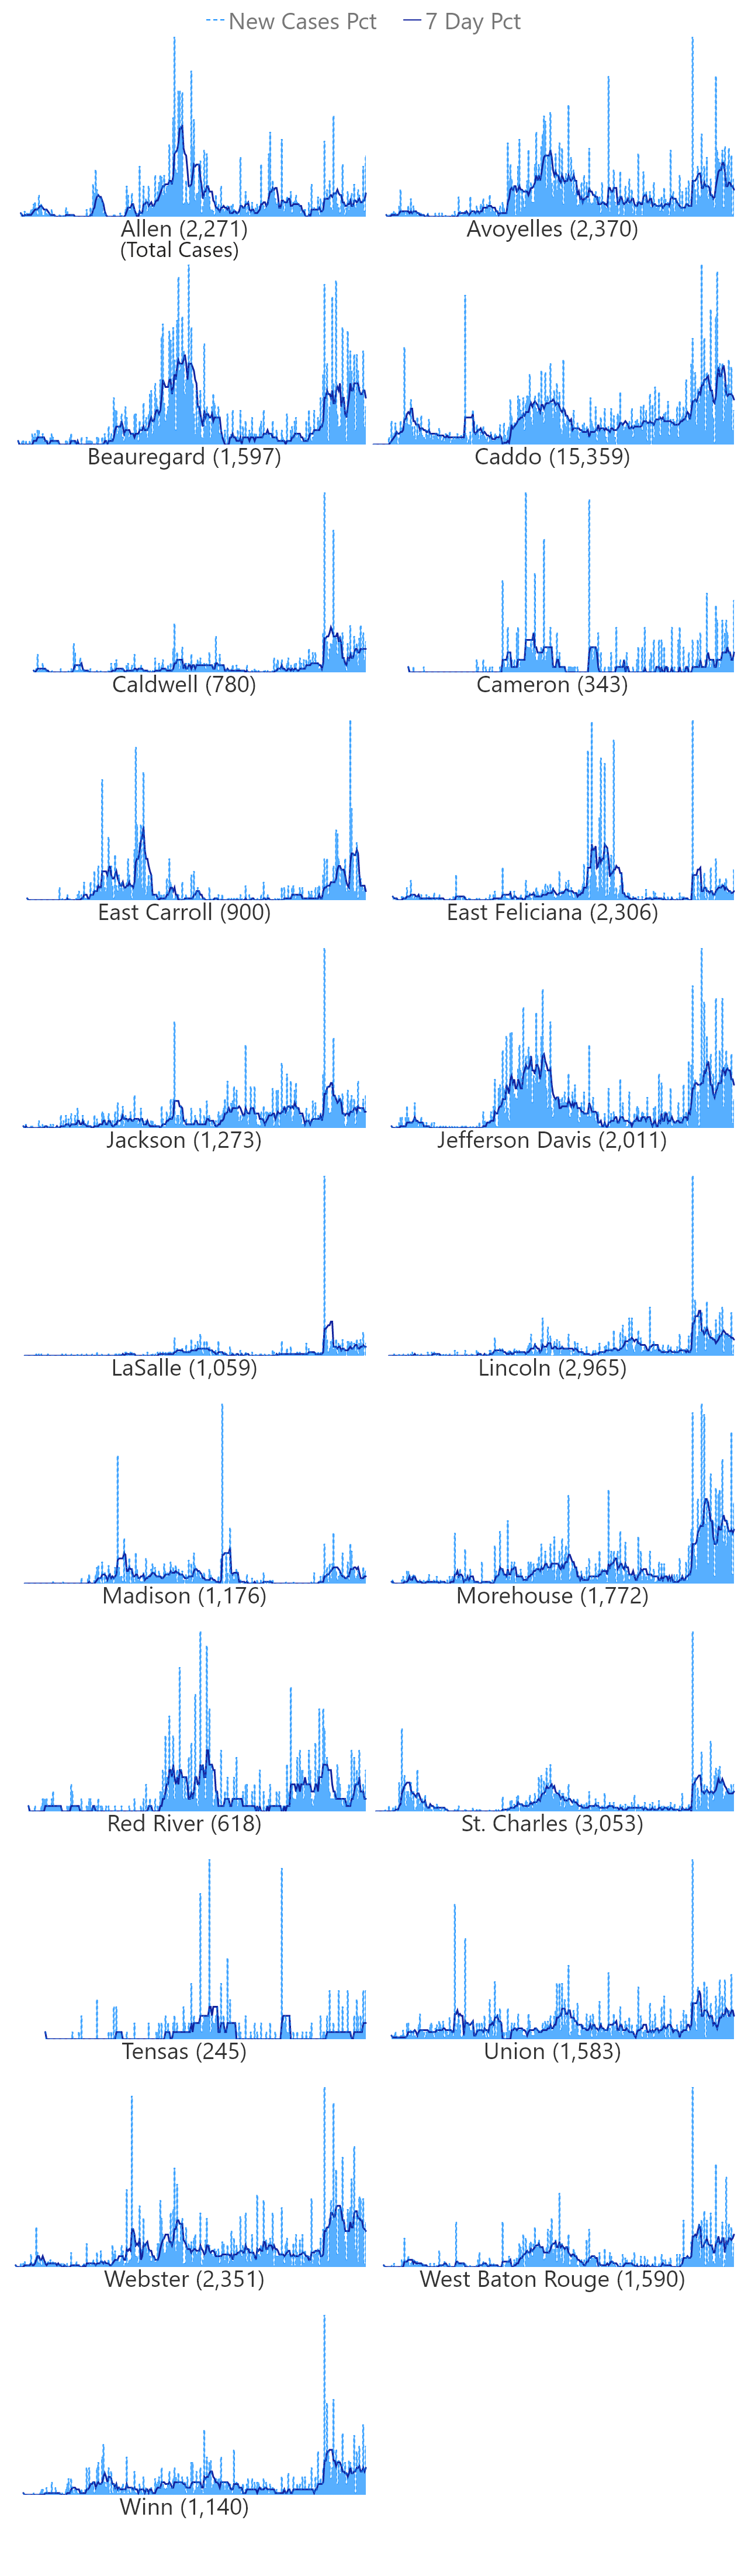 New Cases Pct 7 Day Pct
Allen (2,271) Avoyelles (2,370)
(Total Cases)
Beauregard (1,597) Caddo (15,359)
Caldwell (780) Cameron (343)
East Carroll (900) East Feliciana (2,306)
Jackson (1,273) Jefferson Davis (2,011)
LaSalle (1,059) Lincoln (2,965)
Madison (1,176) Morehouse (1,772)
Red River (618) St. Charles (3,053)
Tensas (245) Union (1,583)
Webster (2,351) West Baton Rouge (1,590)
Winn (1,140)